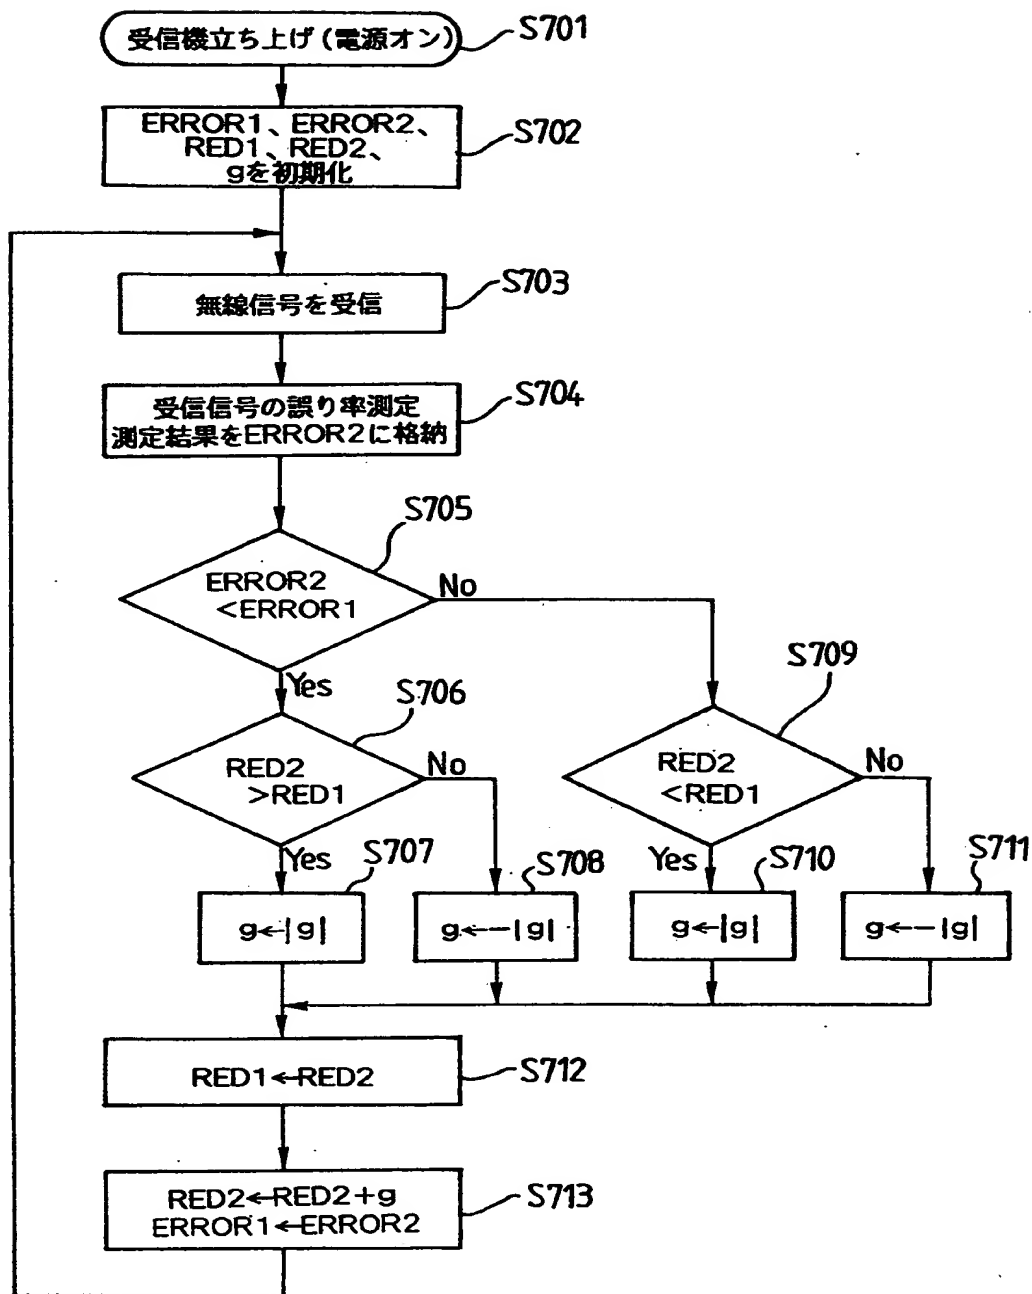 受信機立ち上げ(電源オン)
S701
ERROR1、ERROR2、
RED1、RED2、
gを初期化
S702
無線信号を受信
S703
受信信号の誤り率測定
測定結果をERROR2に格納
S704
S705
ERROR2
<ERROR1
No
Yes
S706
RED2
>RED1
No
Yes
S709
RED2
<RED1
No
Yes
S707
g←|g|
S708
g←−|g|
S710
g←|g|
S711
g←−|g|
RED1←RED2
S712
RED2←RED2+g
ERROR1←ERROR2
S713